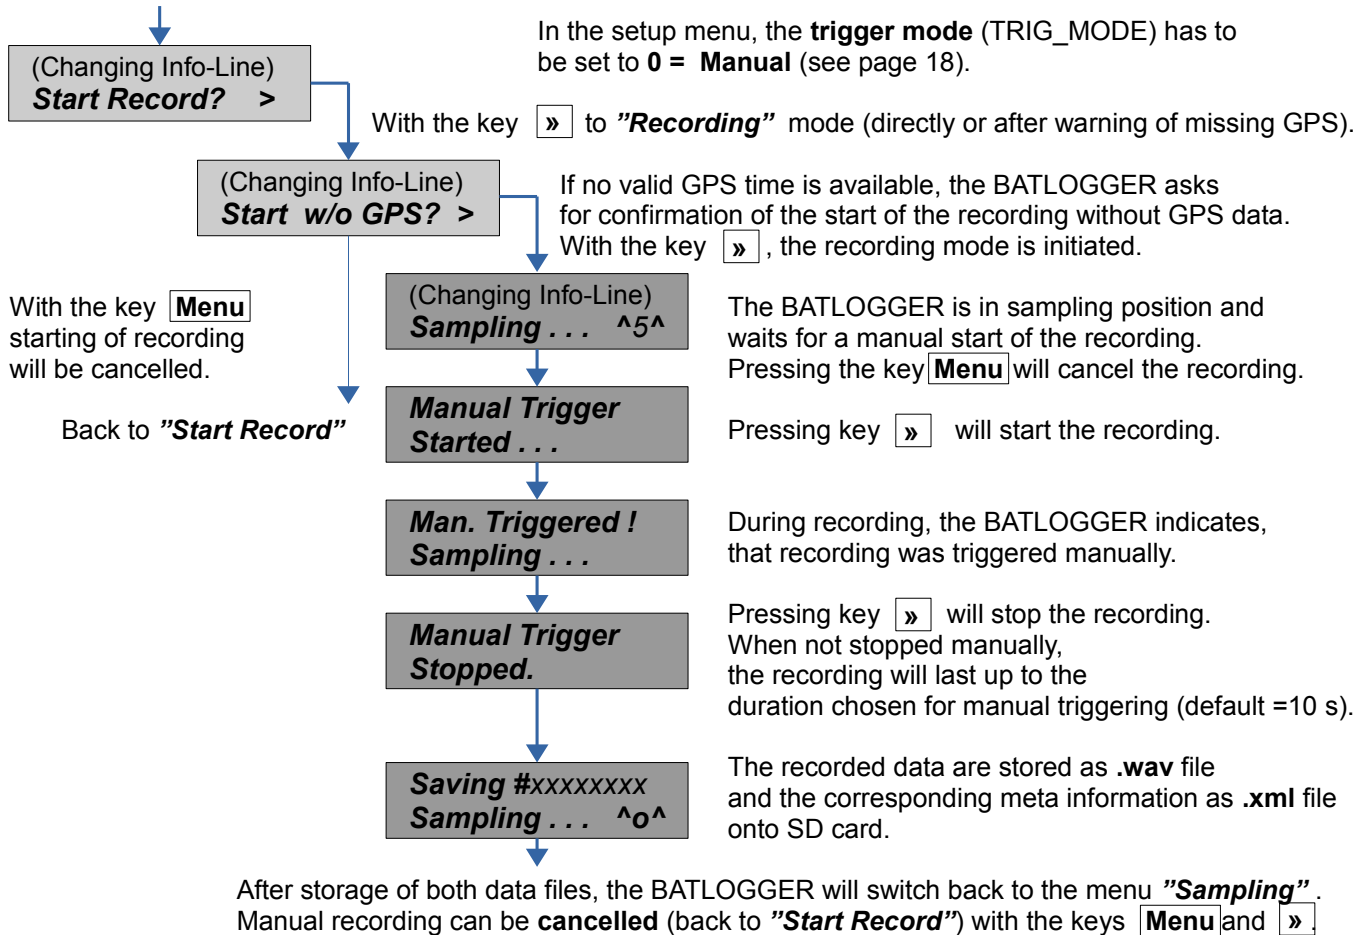 In the setup menu, the trigger mode (TRIG_MODE) has to
be set to 0 =  Manual (see page 18).
(Changing Info-Line)
Start Record?    >
With the key  »  to ”Recording”  mode (directly or after warning of missing GPS).
(Changing Info-Line)
Start  w/o GPS?  >
If no valid GPS time is available, the BATLOGGER asks
for confirmation of the start of the recording without GPS data.
With the key  » , the recording mode is initiated.
With the key  Menu
starting of recording
will be cancelled.
Back to ”Start Record”
(Changing Info-Line)
Sampling . . .   ^5^
The BATLOGGER is in sampling position and
waits for a manual start of the recording.
Pressing the key Menu will cancel the recording.
Manual Trigger
Started . . .
Pressing key  »  will start the recording.
Man. Triggered !
Sampling . . .
During recording, the BATLOGGER indicates,
that recording was triggered manually.
Manual Trigger
Stopped.
Pressing key  »  will stop the recording.
When not stopped manually,
the recording will last up to the
duration chosen for manual triggering (default =10 s).
Saving #xxxxxxxx
Sampling . . .   ^o^
The recorded data are stored as .wav file
and the corresponding meta information as .xml file
onto SD card.
After storage of both data files, the BATLOGGER will switch back to the menu ”Sampling” .
Manual recording can be cancelled (back to ”Start Record”) with the keys  Menu and  » .